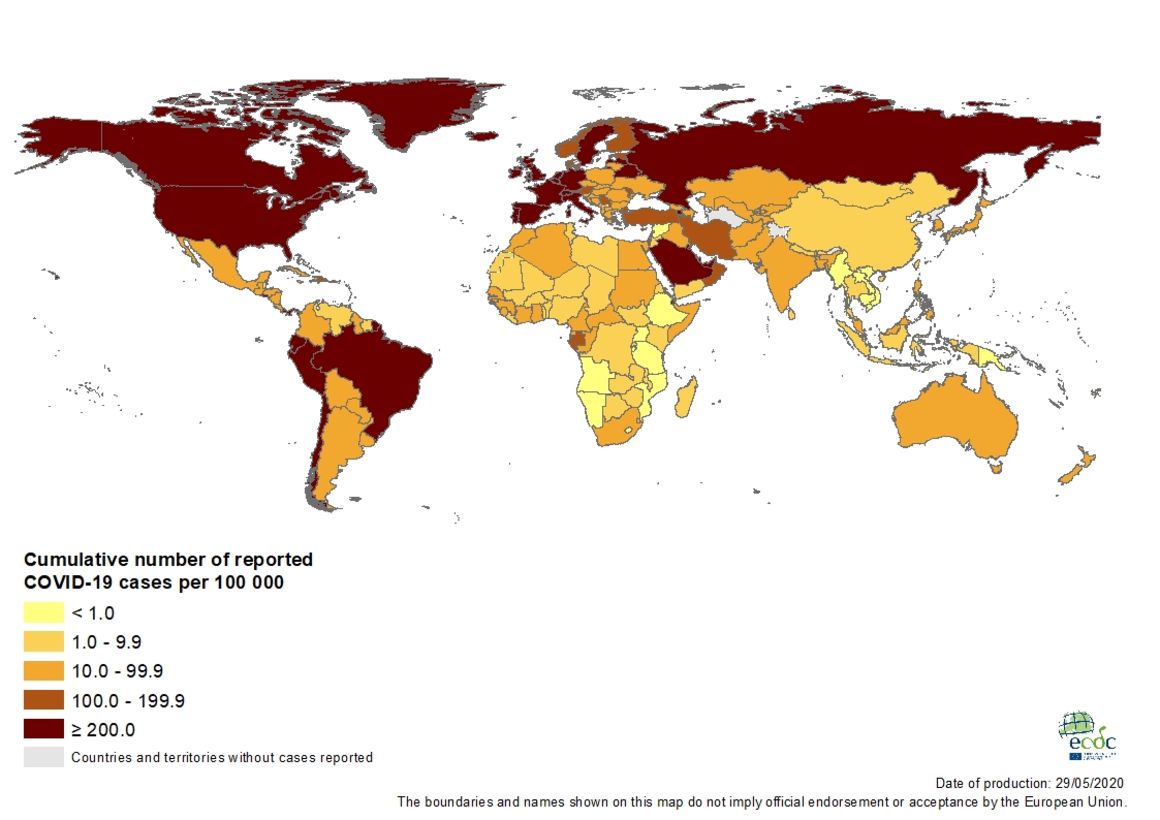 Cumulative number of reported
COVID-19 cases per 100 000
< 1.0
1.0 - 9.9
10.0 - 99.9
100.0 - 199.9
≥ 200.0
Countries and territories without cases reported
ecdc
Date of production: 29/05/2020
The boundaries and names shown on this map do not imply official endorsement or acceptance by the European Union.